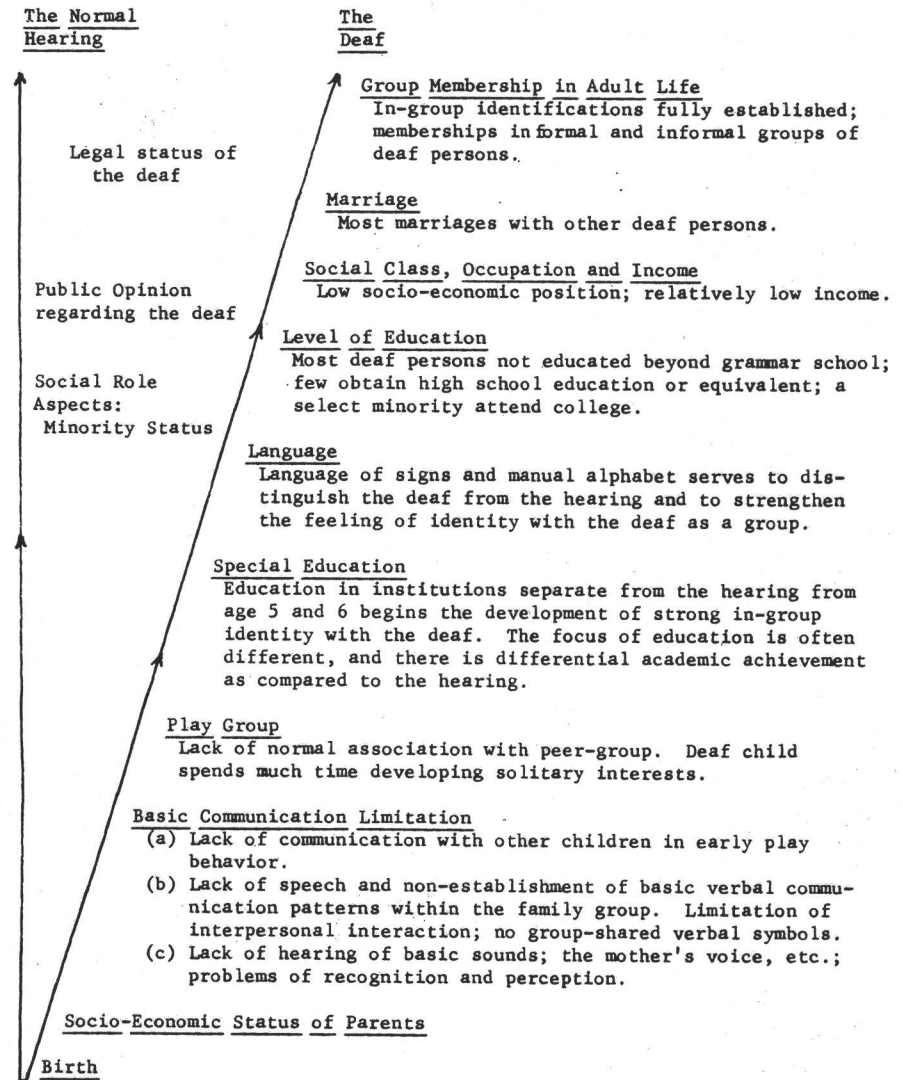 The Normal
Hearing
The
Deaf
Group Membership in Adult Life
In-group identifications fully established;
memberships in formal and informal groups of
deaf persons.
Legal status of
the deaf
Marriage
Most marriages with other deaf persons.
Social Class, Occupation and Income
Low socio-economic position; relatively low income.
Public Opinion
regarding the deaf
Level of Education
Most deaf persons not educated beyond grammar school;
few obtain high school education or equivalent; a
select minority attend college.
Social Role
Aspects:
Minority Status
Language
Language of signs and manual alphabet serves to dis-
tinguish the deaf from the hearing and to strengthen
the feeling of identity with the deaf as a group.
Special Education
Education in institutions separate from the hearing from
age 5 and 6 begins the development of strong in-group
identity with the deaf. The focus of education is often
different, and there is differential academic achievement
as compared to the hearing.
Play Group
Lack of normal association with peer-group. Deaf child
spends much time developing solitary interests.
Basic Communication Limitation
(a) Lack of communication with other children in early play
behavior.
(b) Lack of speech and non-establishment of basic verbal commu-
nication patterns within the family group. Limitation of
interpersonal interaction; no group-shared verbal symbols.
(c) Lack of hearing of basic sounds; the mother's voice, etc.;
problems of recognition and perception.
Socio-Economic Status of Parents
Birth